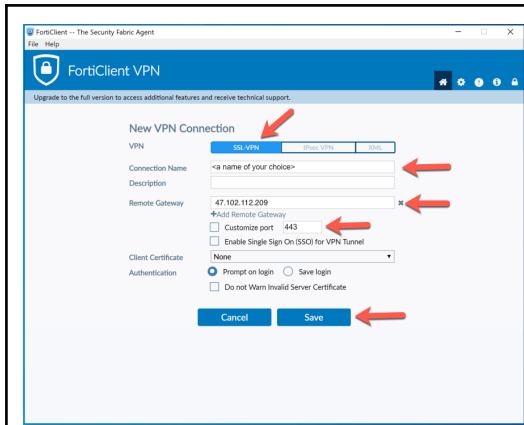 FortiClient -- The Security Fabric Agent
File Help
FortiClient VPN
Upgrade to the full version to access additional features and receive technical support.
New VPN Connection
VPN SSL-VPN IPsec VPN XML
Connection Name <a name of your choice>
Description
Remote Gateway 47.102.112.209
+Add Remote Gateway
Customize port 443
Enable Single Sign On (SSO) for VPN Tunnel
Client Certificate None
Authentication Prompt on login Save login
Do not Warn Invalid Server Certificate
Cancel Save